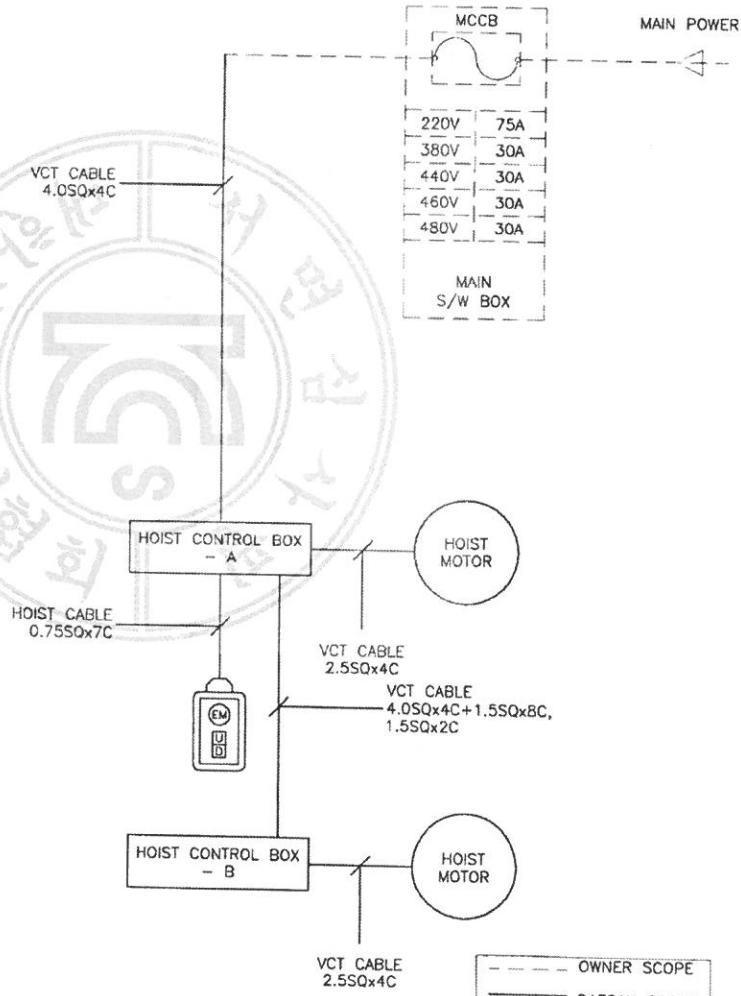 MCCB
MAIN POWER
220V 75A
380V 30A
440V 30A
460V 30A
480V 30A
MAIN
S/W BOX
VCT CABLE
4.0SQx4C
S
HOIST CONTROL BOX
- A
HOIST
MOTOR
HOIST CABLE
0.75SQx7C
VCT CABLE
2.5SQx4C
VCT CABLE
4.0SQx4C+1.5SQx8C,
1.5SQx2C
EM
U
D
HOIST CONTROL BOX
- B
HOIST
MOTOR
VCT CABLE
2.5SQx4C
OWNER SCOPE